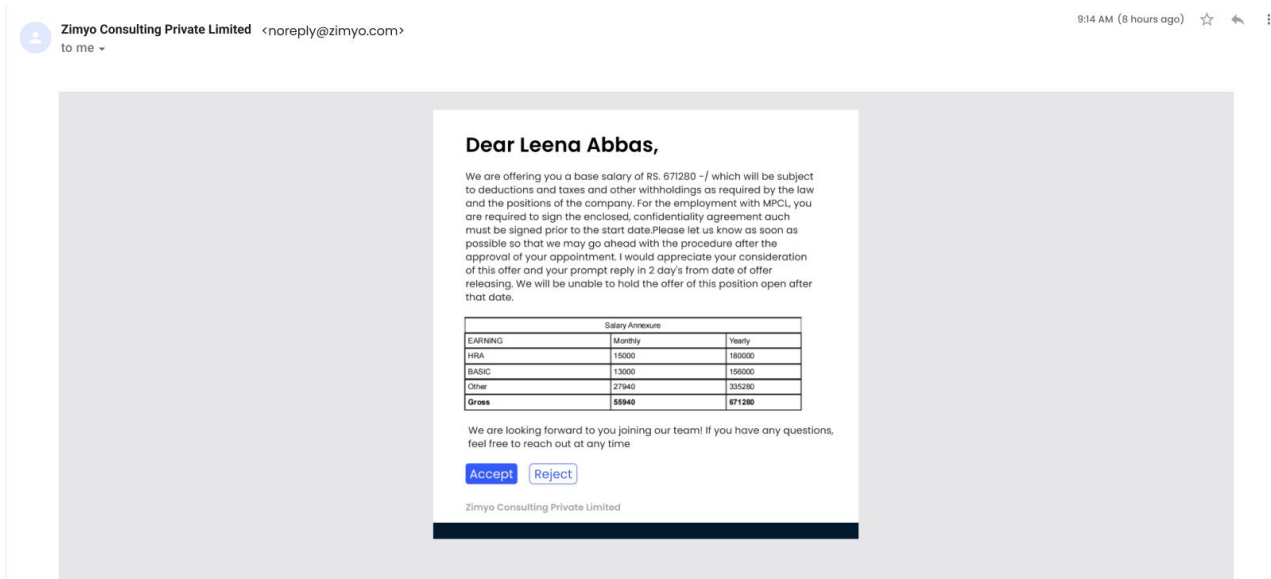 Zimyo Consulting Private Limited <noreply@zimyo.com>
9:14 AM (8 hours ago)
to me
Dear Leena Abbas,
We are offering you a base salary of RS. 671280 -/ which will be subject
to deductions and taxes and other withholdings as required by the law
and the positions of the company. For the employment with MPCL, you
are required to sign the enclosed, confidentiality agreement auch
must be signed prior to the start date.Please let us know as soon as
possible so that we may go ahead with the procedure after the
approval of your appointment. I would appreciate your consideration
of this offer and your prompt reply in 2 day's from date of offer
releasing. We will be unable to hold the offer of this position open after
that date.
Salary Annexure
EARNING Monthly Yearly
HRA 15000 180000
BASIC 13000 156000
Other 27940 335280
Gross 55940 671280
We are looking forward to you joining our team! If you have any questions,
feel free to reach out at any time
Accept Reject
Zimyo Consulting Private Limited